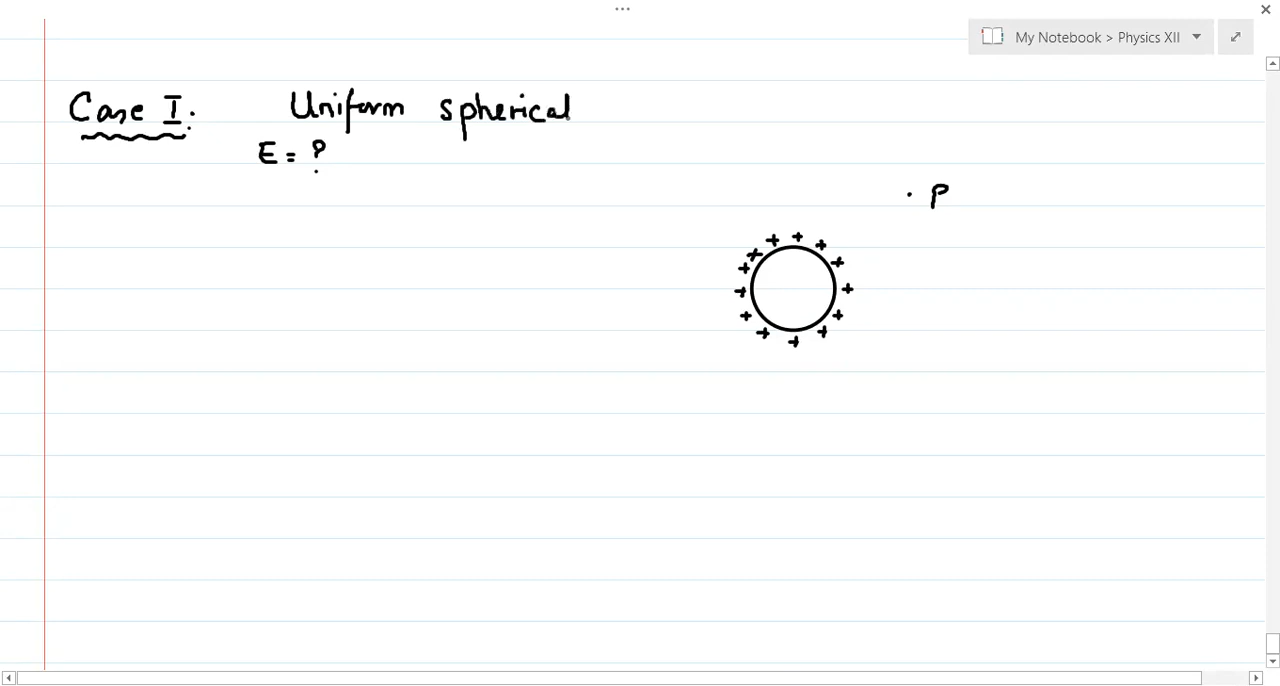 My Notebook > Physics XII
Case I: Uniform spherical
E = ?
. P
+ + + + + + + + + + + + + +